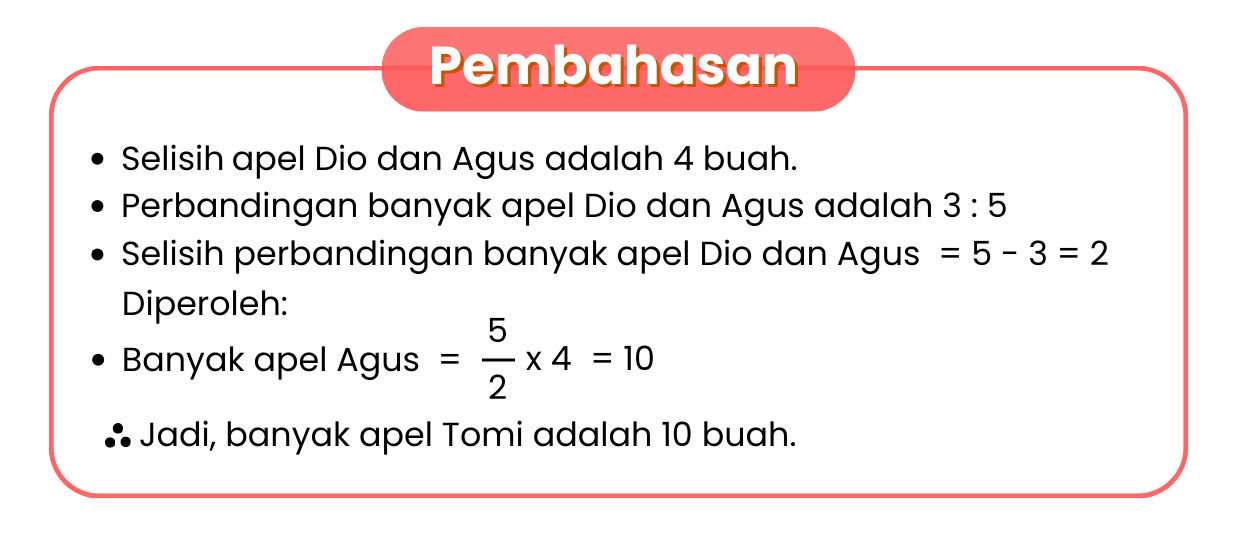 Pembahasan
• Selisih apel Dio dan Agus adalah 4 buah.
• Perbandingan banyak apel Dio dan Agus adalah 3 : 5
• Selisih perbandingan banyak apel Dio dan Agus = 5 - 3 = 2
Diperoleh:
• Banyak apel Agus = 5/2 x 4 = 10
∴ Jadi, banyak apel Tomi adalah 10 buah.